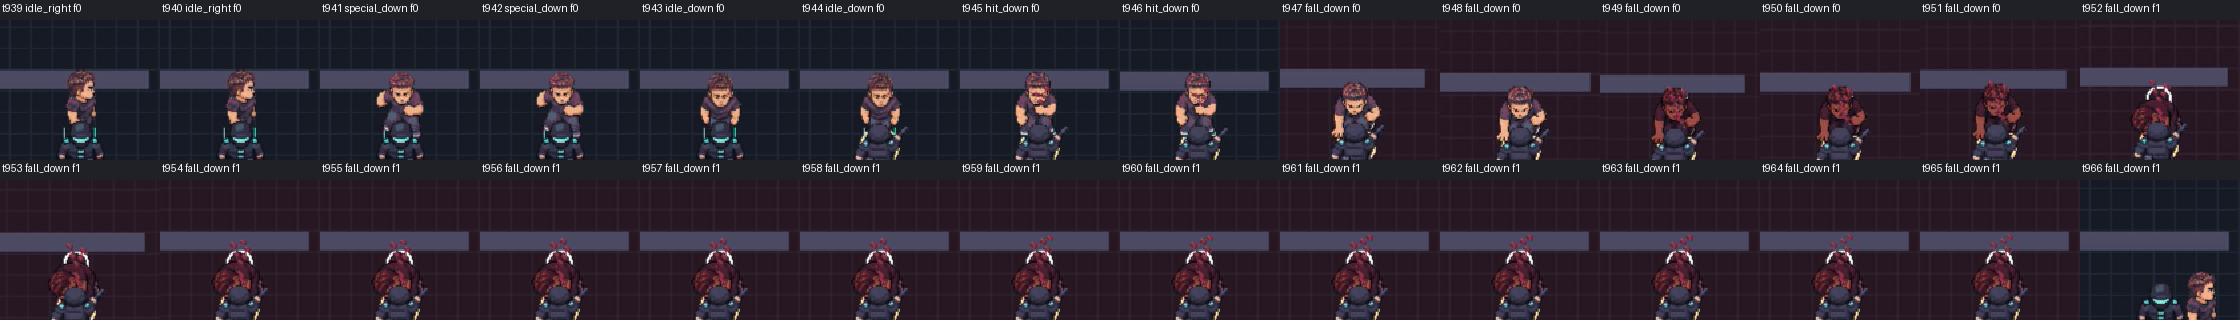 t939 idle_right f0
t940 idle_right f0
t941 special_down f0
t942 special_down f0
t943 idle_down f0
t944 idle_down f0
t945 hit_down f0
t946 hit_down f0
t947 fall_down f0
t948 fall_down f0
t949 fall_down f0
t950 fall_down f0
t951 fall_down f0
t952 fall_down f1
t953 fall_down f1
t954 fall_down f1
t955 fall_down f1
t956 fall_down f1
t957 fall_down f1
t958 fall_down f1
t959 fall_down f1
t960 fall_down f1
t961 fall_down f1
t962 fall_down f1
t963 fall_down f1
t964 fall_down f1
t965 fall_down f1
t966 fall_down f1